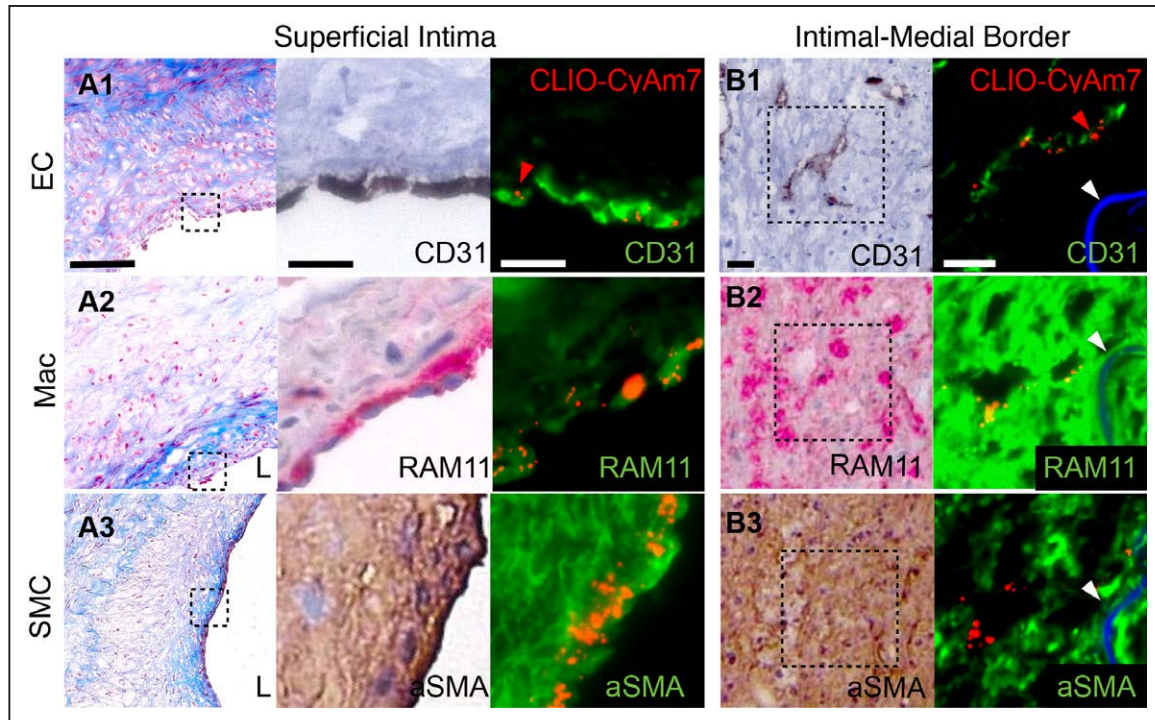 Superficial Intima
Intimal-Medial Border
EC
A1
CD31
CLIO-CyAm7
CD31
B1
CD31
CLIO-CyAm7
CD31
Mac
A2
L
RAM11
RAM11
B2
RAM11
RAM11
SMC
A3
L
aSMA
aSMA
B3
aSMA
aSMA